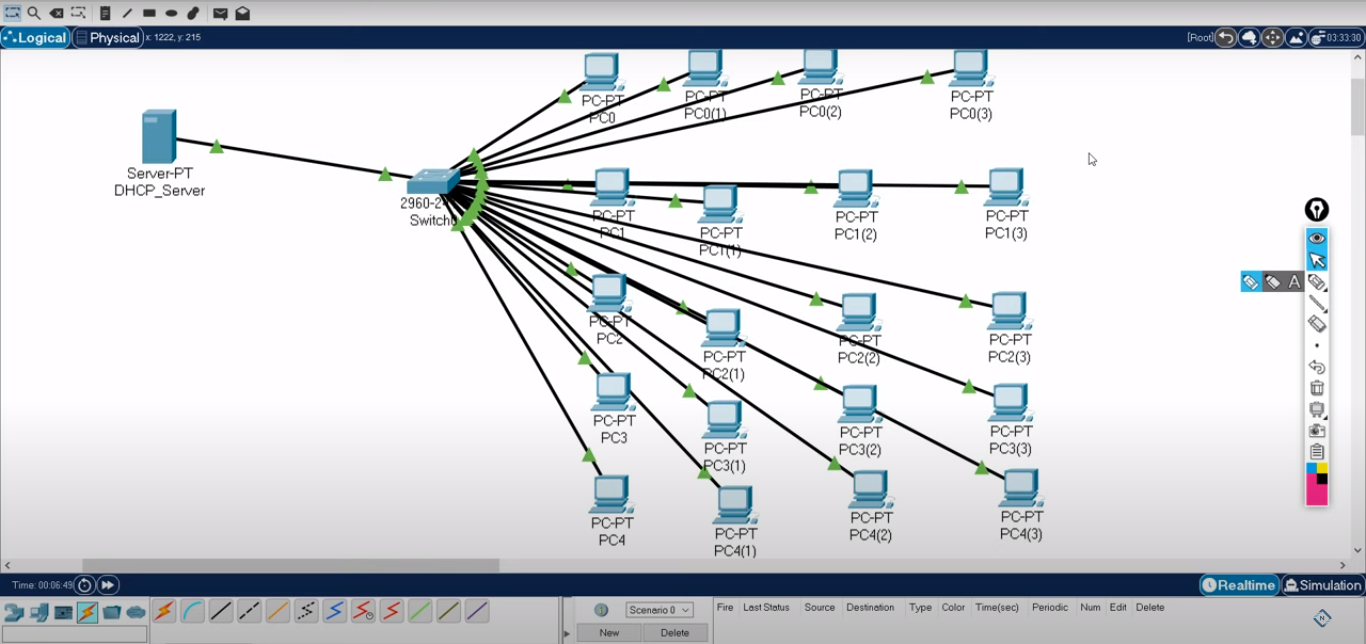 Logical
Physical x: 1222, y: 215
[Root]
03:33:30
PC-PT
PC0
PC-PT
PC0(1)
PC-PT
PC0(2)
PC-PT
PC0(3)
Server-PT
DHCP_Server
2960-2
Switch
PC-PT
PC1
PC-PT
PC1(1)
PC-PT
PC1(2)
PC-PT
PC1(3)
PC-PT
PC2
PC-PT
PC2(1)
PC-PT
PC2(2)
PC-PT
PC2(3)
PC-PT
PC3
PC-PT
PC3(1)
PC-PT
PC3(2)
PC-PT
PC3(3)
PC-PT
PC4
PC-PT
PC4(1)
PC-PT
PC4(2)
PC-PT
PC4(3)
A
Time: 00:06:49
Realtime
Simulation
Scenario 0
New
Delete
Fire Last Status Source Destination Type Color Time(sec) Periodic Num Edit Delete